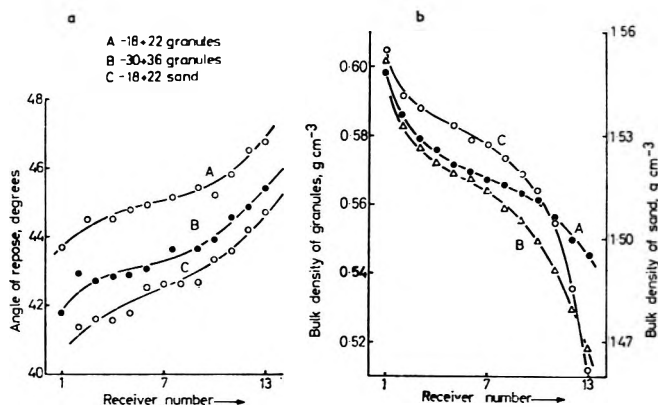 a
A -18+22 granules
B -30+36 granules
C -18+22 sand
48
46
44
42
40
Angle of repose, degrees
A
B
C
1
7
13
Receiver number
b
0·60
0·58
0·56
0·54
0·52
Bulk density of granules, g cm-3
C
A
B
1
7
13
Receiver number
1·56
1·53
1·50
1·47
Bulk density of sand, g cm-3